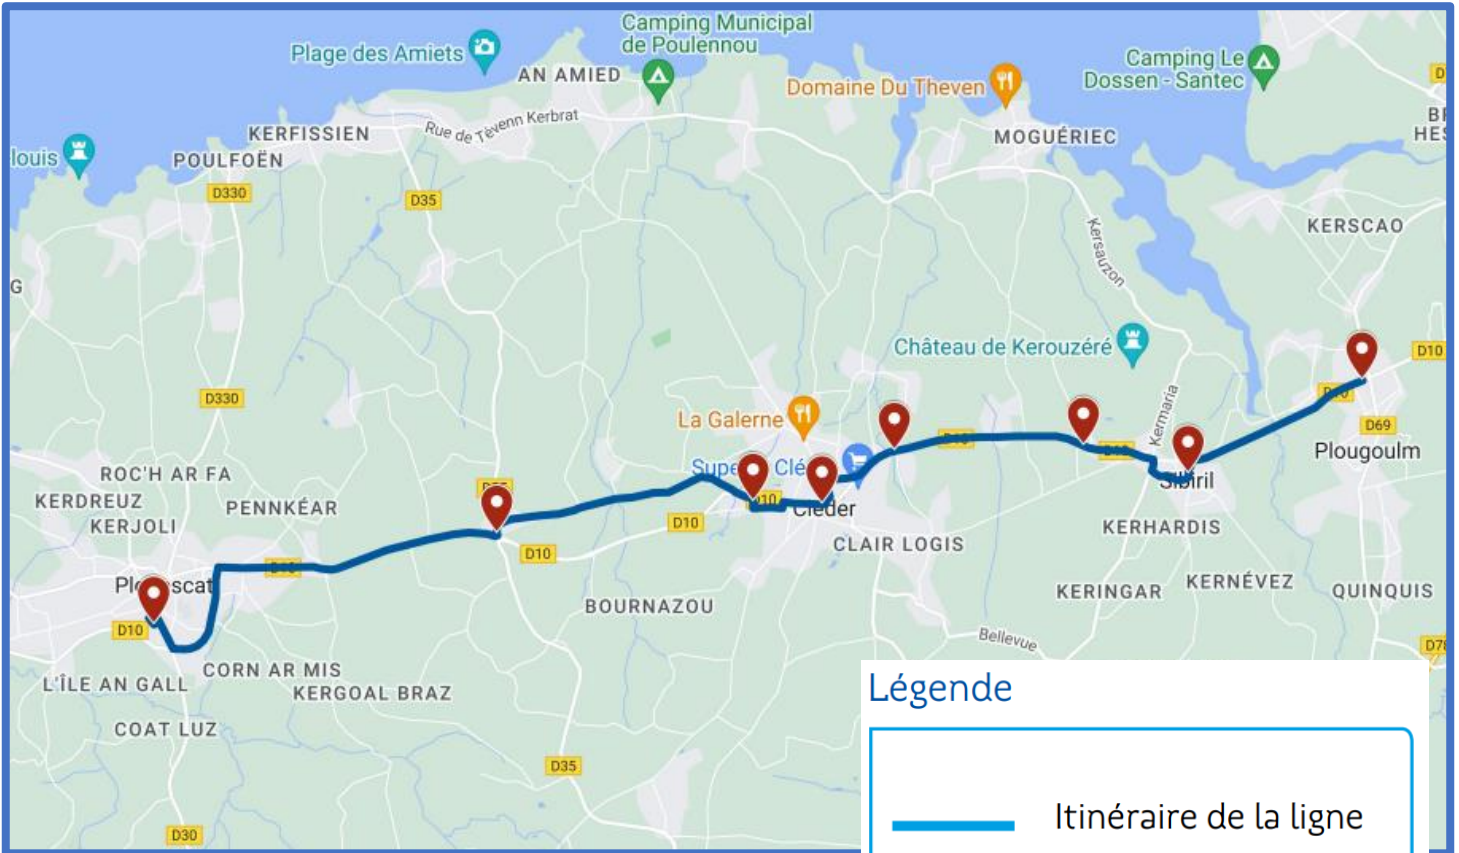 Camping Municipal
de Poulennou
Plage des Amiets
AN AMIED
Camping Le
Dossen - Santec
Domaine Du Theven
Rue de Tévenn Kerbrat
KERFISSIEN
MOGUÉRIEC
louis
POULFOËN
D330
D35
KERSCAO
Kersauzon
G
Château de Kerouzéré
D10
D330
Kermaria
La Galerne
D69
Plougoulm
ROC'H AR FA
KERDREUZ
PENNKÉAR
KERJOLI
Sibiril
Cléder
D10
KERHARDIS
CLAIR LOGIS
D10
KERINGAR
KERNÉVEZ
QUINQUIS
BOURNAZOU
D10
Bellevue
CORN AR MIS
L'ÎLE AN GALL
KERGOAL BRAZ
COAT LUZ
D35
D30
Légende
Itinéraire de la ligne